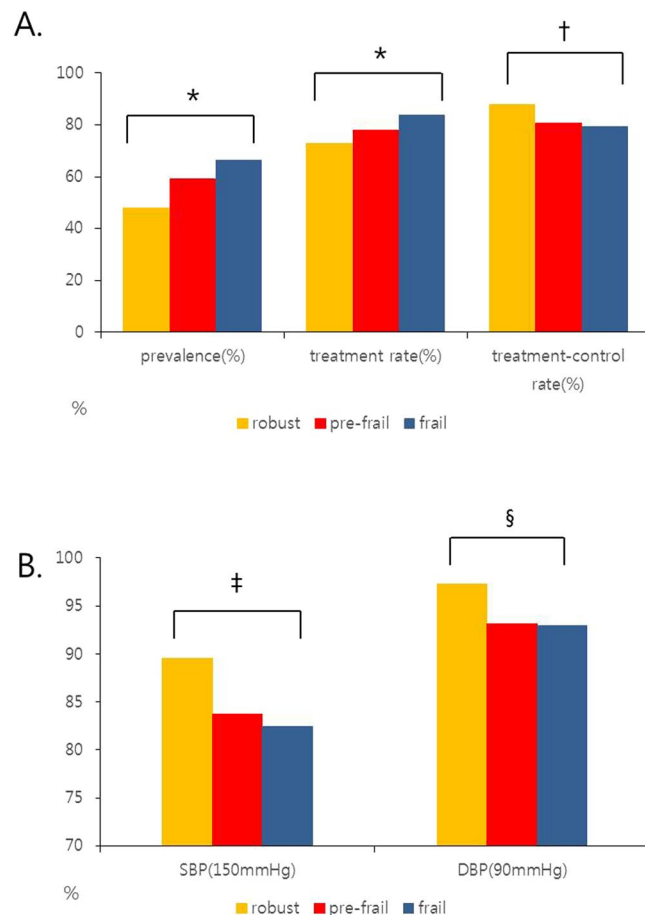 A.
*
*
†
100
80
60
40
20
0
prevalence(%)
treatment rate(%)
treatment-control
rate(%)
%
robust
pre-frail
frail
B.
‡
§
100
95
90
85
80
75
70
SBP(150mmHg)
DBP(90mmHg)
%
robust
pre-frail
frail